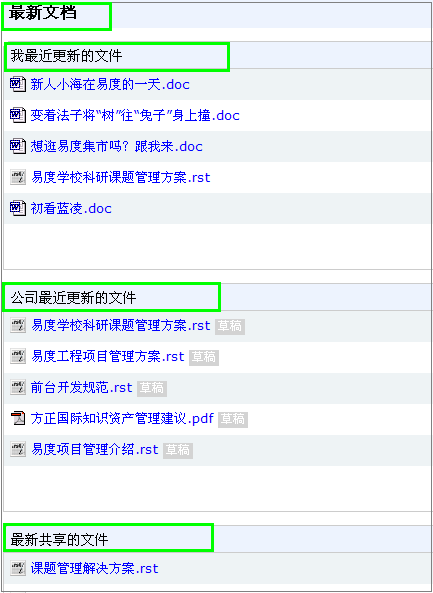 最新文档
我最近更新的文件
新人小海在易度的一天.doc
变着法子将“树”往“兔子”身上撞.doc
想逛易度集市吗？跟我来.doc
易度学校科研课题管理方案.rst
初看蓝凌.doc
公司最近更新的文件
易度学校科研课题管理方案.rst 草稿
易度工程项目管理方案.rst 草稿
前台开发规范.rst 草稿
方正国际知识资产管理建议.pdf 草稿
易度项目管理介绍.rst 草稿
最新共享的文件
课题管理解决方案.rst